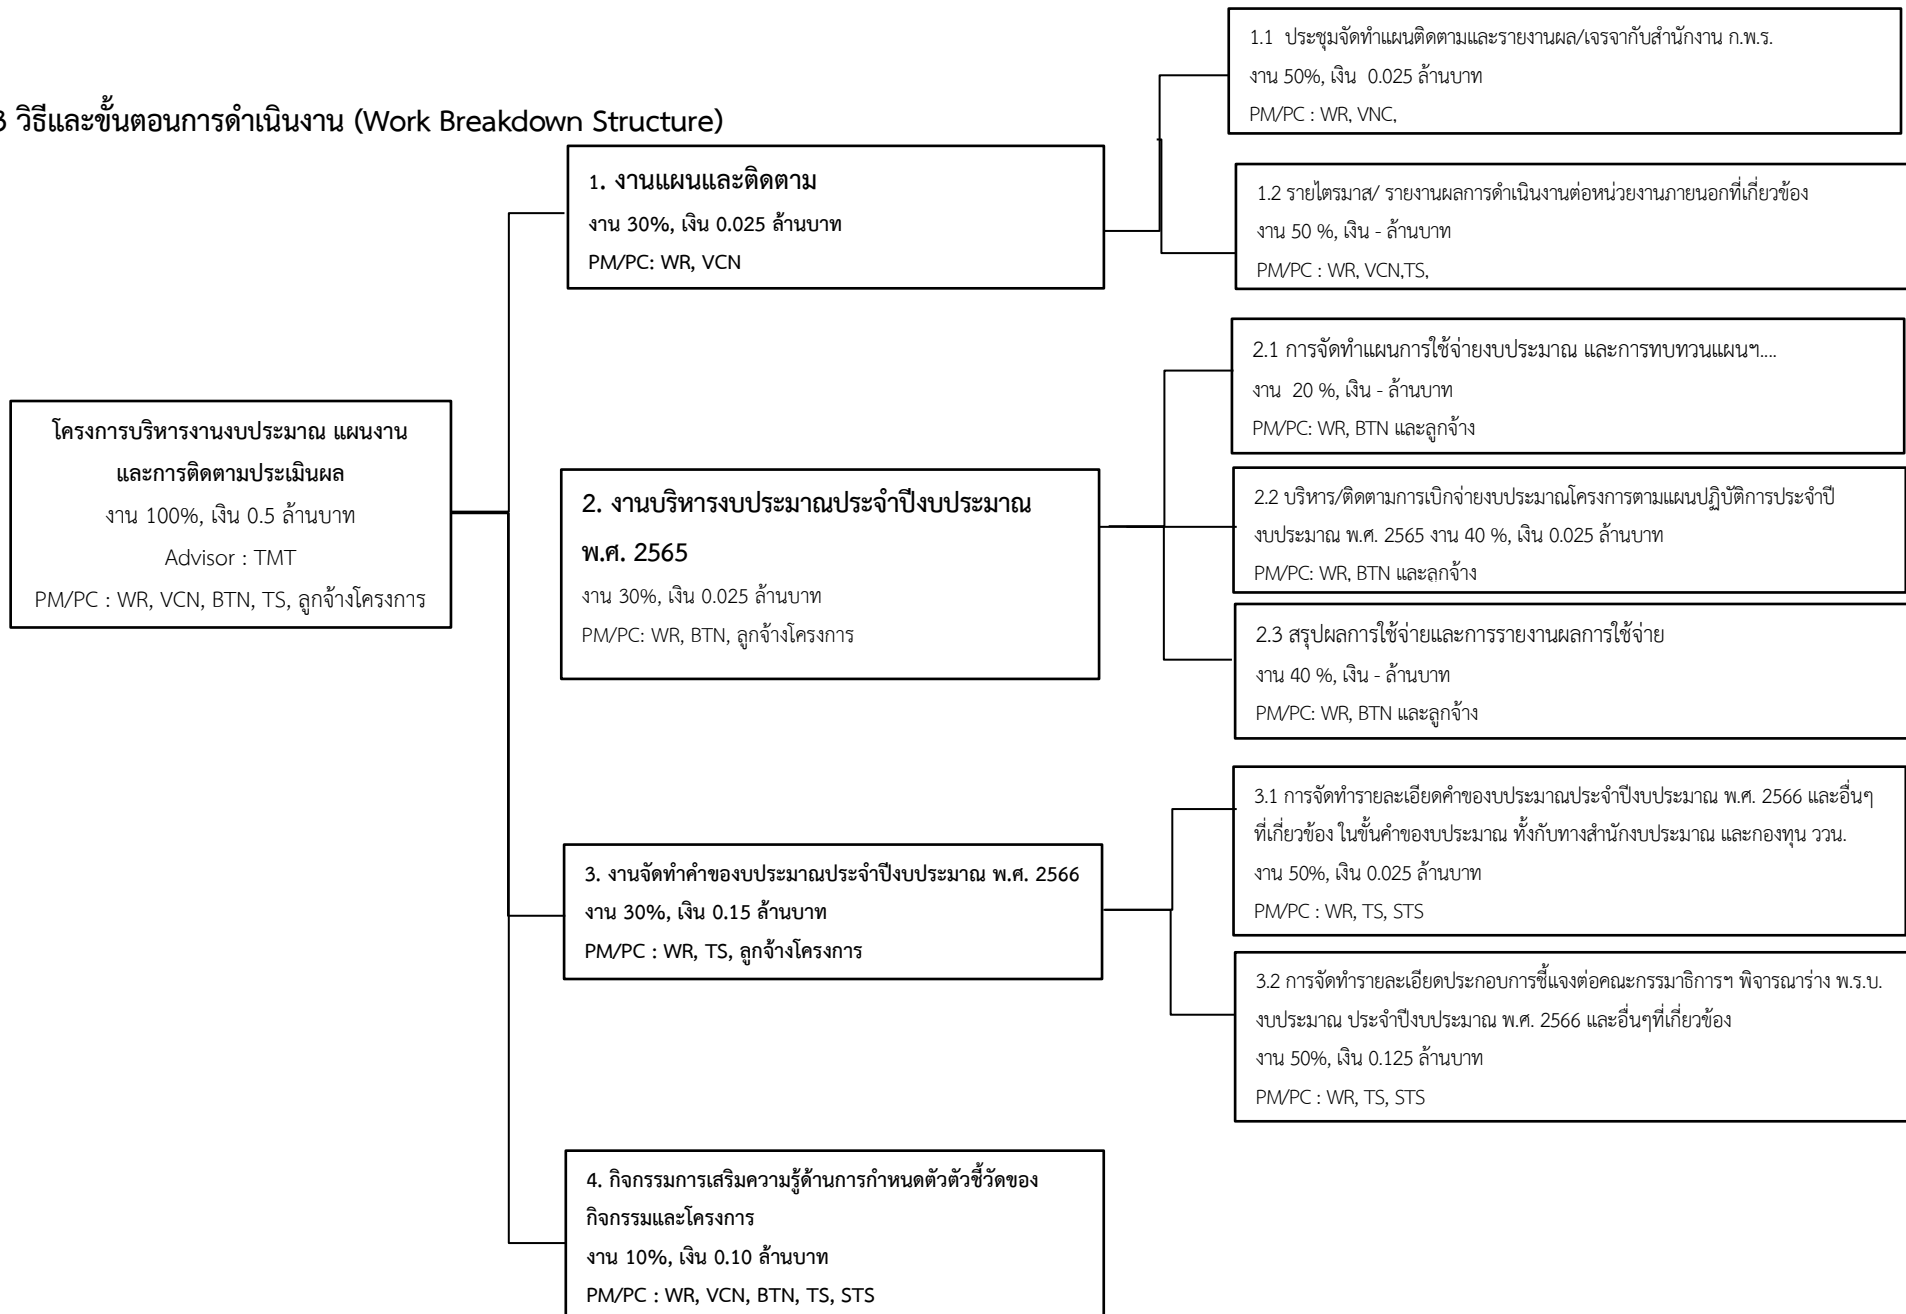 3 วิธีและขั้นตอนการดำเนินงาน (Work Breakdown Structure)
โครงการบริหารงานงบประมาณ แผนงาน
และการติดตามประเมินผล
งาน 100%, เงิน 0.5 ล้านบาท
Advisor : TMT
PM/PC : WR, VCN, BTN, TS, ลูกจ้างโครงการ
1. งานแผนและติดตาม
งาน 30%, เงิน 0.025 ล้านบาท
PM/PC: WR, VCN
1.1 ประชุมจัดทำแผนติดตามและรายงานผล/เจรจากับสำนักงาน ก.พ.ร.
งาน 50%, เงิน 0.025 ล้านบาท
PM/PC : WR, VNC,
1.2 รายไตรมาส/ รายงานผลการดำเนินงานต่อหน่วยงานภายนอกที่เกี่ยวข้อง
งาน 50 %, เงิน - ล้านบาท
PM/PC : WR, VCN,TS,
2. งานบริหารงบประมาณประจำปีงบประมาณ
พ.ศ. 2565
งาน 30%, เงิน 0.025 ล้านบาท
PM/PC: WR, BTN, ลูกจ้างโครงการ
2.1 การจัดทำแผนการใช้จ่ายงบประมาณ และการทบทวนแผนฯ....
งาน 20 %, เงิน - ล้านบาท
PM/PC: WR, BTN และลูกจ้าง
2.2 บริหาร/ติดตามการเบิกจ่ายงบประมาณโครงการตามแผนปฏิบัติการประจำปี
งบประมาณ พ.ศ. 2565 งาน 40 %, เงิน 0.025 ล้านบาท
PM/PC: WR, BTN และลูกจ้าง
2.3 สรุปผลการใช้จ่ายและการรายงานผลการใช้จ่าย
งาน 40 %, เงิน - ล้านบาท
PM/PC: WR, BTN และลูกจ้าง
3. งานจัดทำคำของบประมาณประจำปีงบประมาณ พ.ศ. 2566
งาน 30%, เงิน 0.15 ล้านบาท
PM/PC : WR, TS, ลูกจ้างโครงการ
3.1 การจัดทำรายละเอียดคำของบประมาณประจำปีงบประมาณ พ.ศ. 2566 และอื่นๆ
ที่เกี่ยวข้อง ในขั้นคำของบประมาณ ทั้งกับทางสำนักงบประมาณ และกองทุน ววน.
งาน 50%, เงิน 0.025 ล้านบาท
PM/PC : WR, TS, STS
3.2 การจัดทำรายละเอียดประกอบการชี้แจงต่อคณะกรรมาธิการฯ พิจารณาร่าง พ.ร.บ.
งบประมาณ ประจำปีงบประมาณ พ.ศ. 2566 และอื่นๆที่เกี่ยวข้อง
งาน 50%, เงิน 0.125 ล้านบาท
PM/PC : WR, TS, STS
4. กิจกรรมการเสริมความรู้ด้านการกำหนดตัวตัวชี้วัดของ
กิจกรรมและโครงการ
งาน 10%, เงิน 0.10 ล้านบาท
PM/PC : WR, VCN, BTN, TS, STS